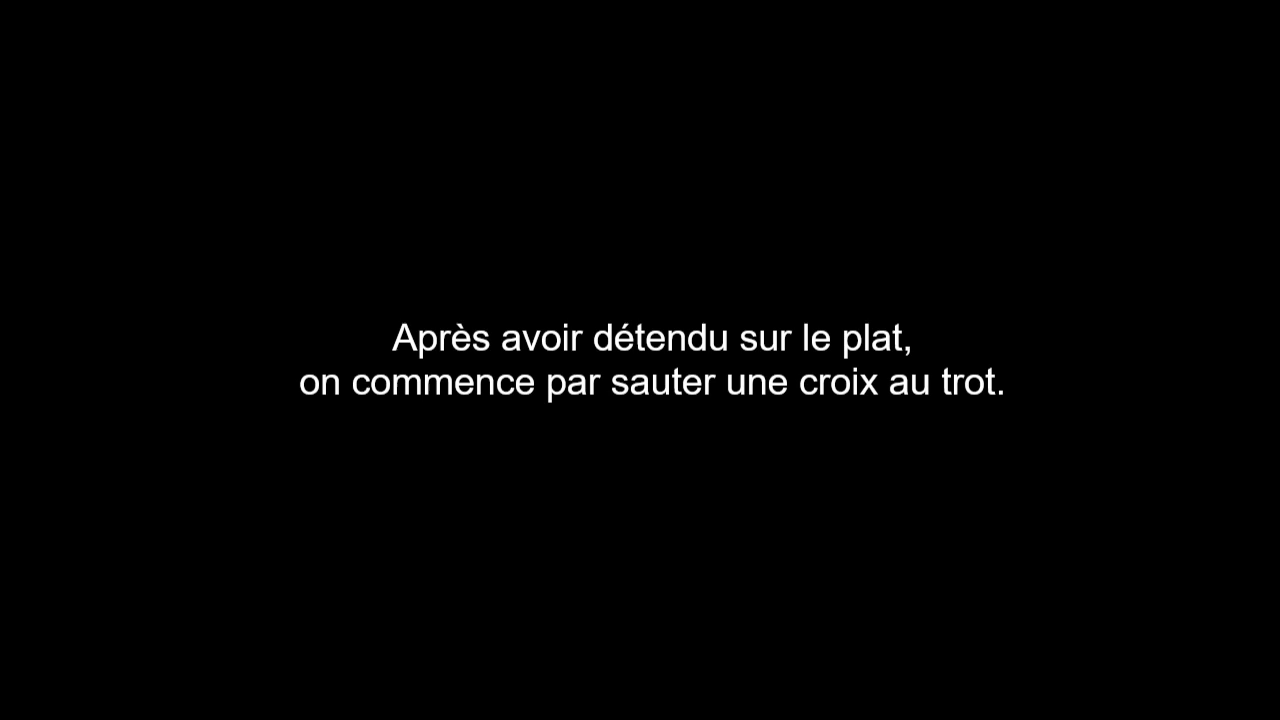 Après avoir détendu sur le plat,
on commence par sauter une croix au trot.